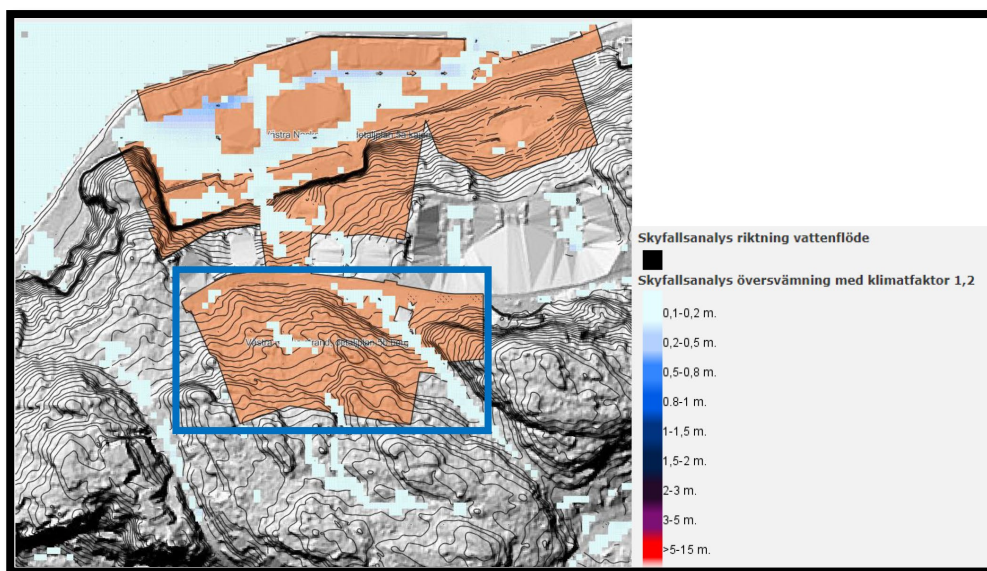 Skyfallsanalys riktning vattenflöde
Skyfallsanalys översvämning med klimatfaktor 1,2
0,1-0,2 m.
0,2-0,5 m.
0,5-0,8 m.
0.8-1 m.
1-1,5 m.
1,5-2 m.
2-3 m.
3-5 m.
>5-15 m.